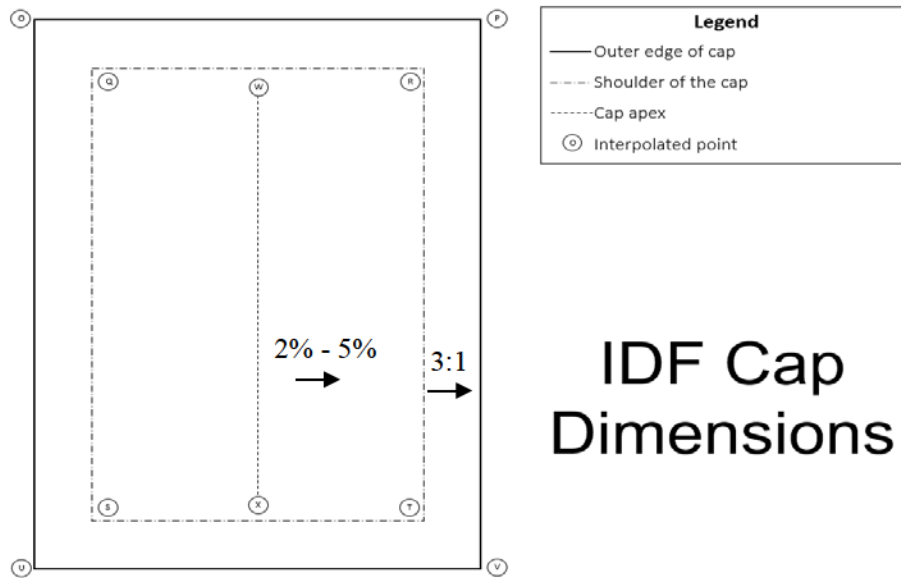 O
P
Q
W
R
2% - 5%
3:1
S
X
T
U
V
Legend
Outer edge of cap
Shoulder of the cap
Cap apex
O Interpolated point
IDF Cap
Dimensions